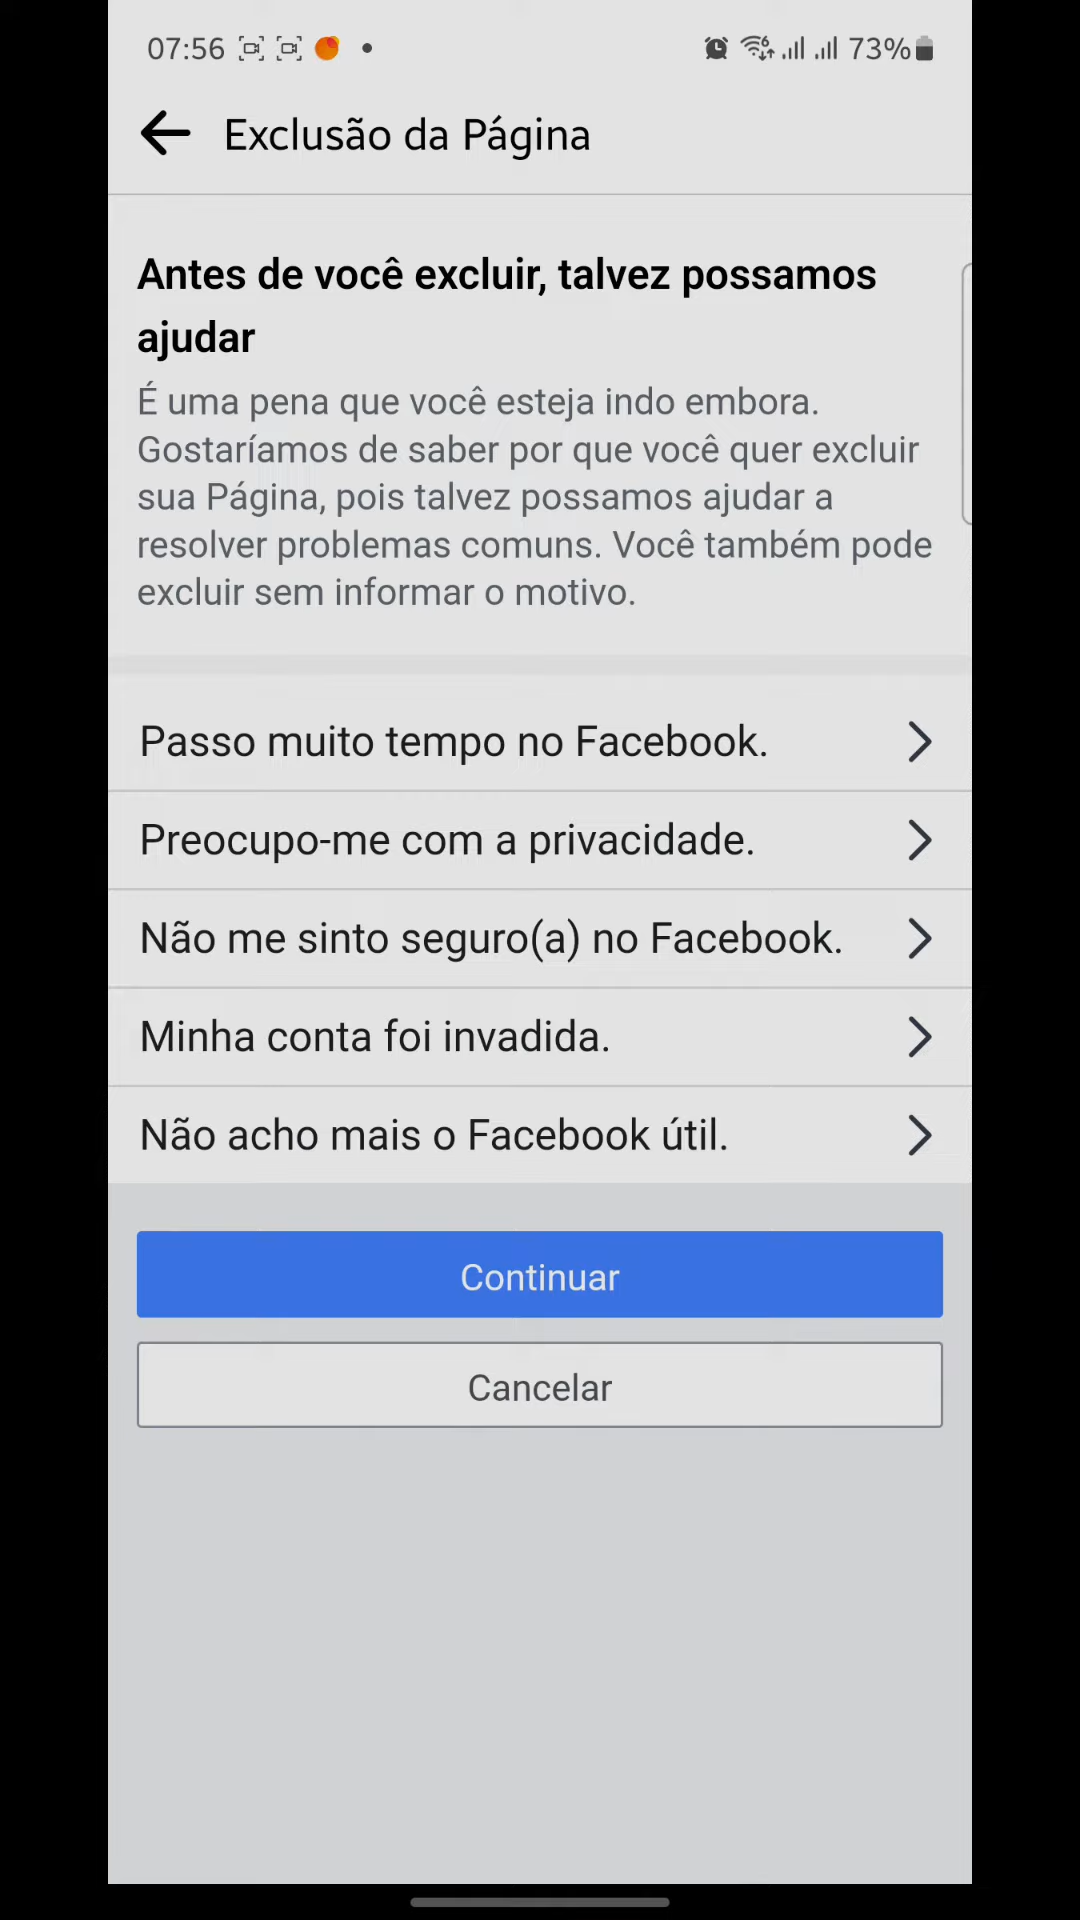 07:56
73%
Exclusão da Página
Antes de você excluir, talvez possamos
ajudar
É uma pena que você esteja indo embora.
Gostaríamos de saber por que você quer excluir
sua Página, pois talvez possamos ajudar a
resolver problemas comuns. Você também pode
excluir sem informar o motivo.
Passo muito tempo no Facebook.
Preocupo-me com a privacidade.
Não me sinto seguro(a) no Facebook.
Minha conta foi invadida.
Não acho mais o Facebook útil.
Continuar
Cancelar